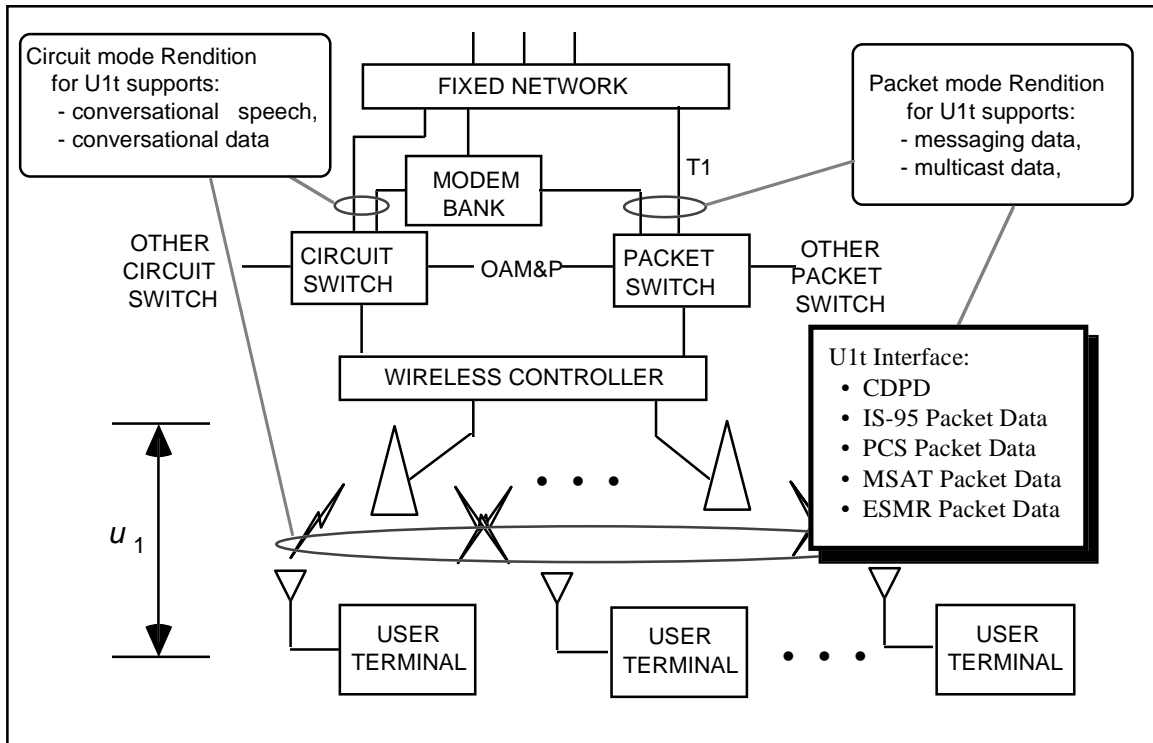 Circuit mode Rendition
for U1t supports:
- conversational speech,
- conversational data
FIXED NETWORK
Packet mode Rendition
for U1t supports:
- messaging data,
- multicast data,
T1
MODEM
BANK
OTHER
CIRCUIT
SWITCH
CIRCUIT
SWITCH
OAM&P
PACKET
SWITCH
OTHER
PACKET
SWITCH
WIRELESS CONTROLLER
U1t Interface:
• CDPD
• IS-95 Packet Data
• PCS Packet Data
• MSAT Packet Data
• ESMR Packet Data
u 1
USER
TERMINAL
USER
TERMINAL
USER
TERMINAL